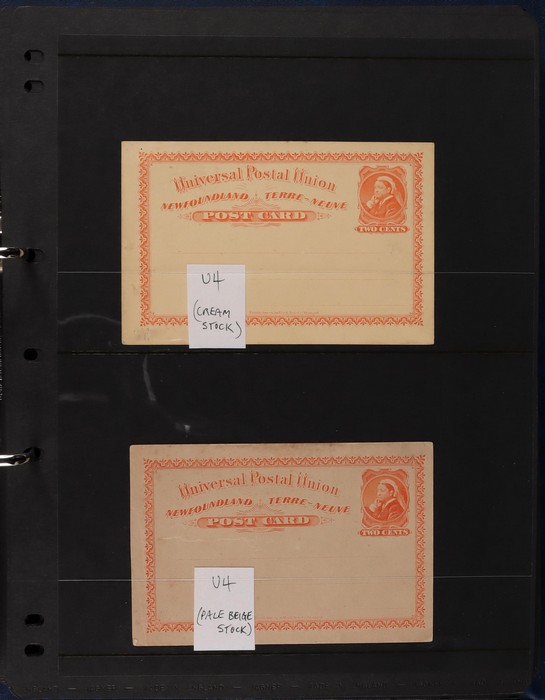 Universal Postal Union
NEWFOUNDLAND TERRE-NEUVE
POST CARD
TWO CENTS
U4
(CREAM
STOCK)
Universal Postal Union
NEWFOUNDLAND TERRE-NEUVE
POST CARD
TWO CENTS
U4
(PALE BEIGE
STOCK)